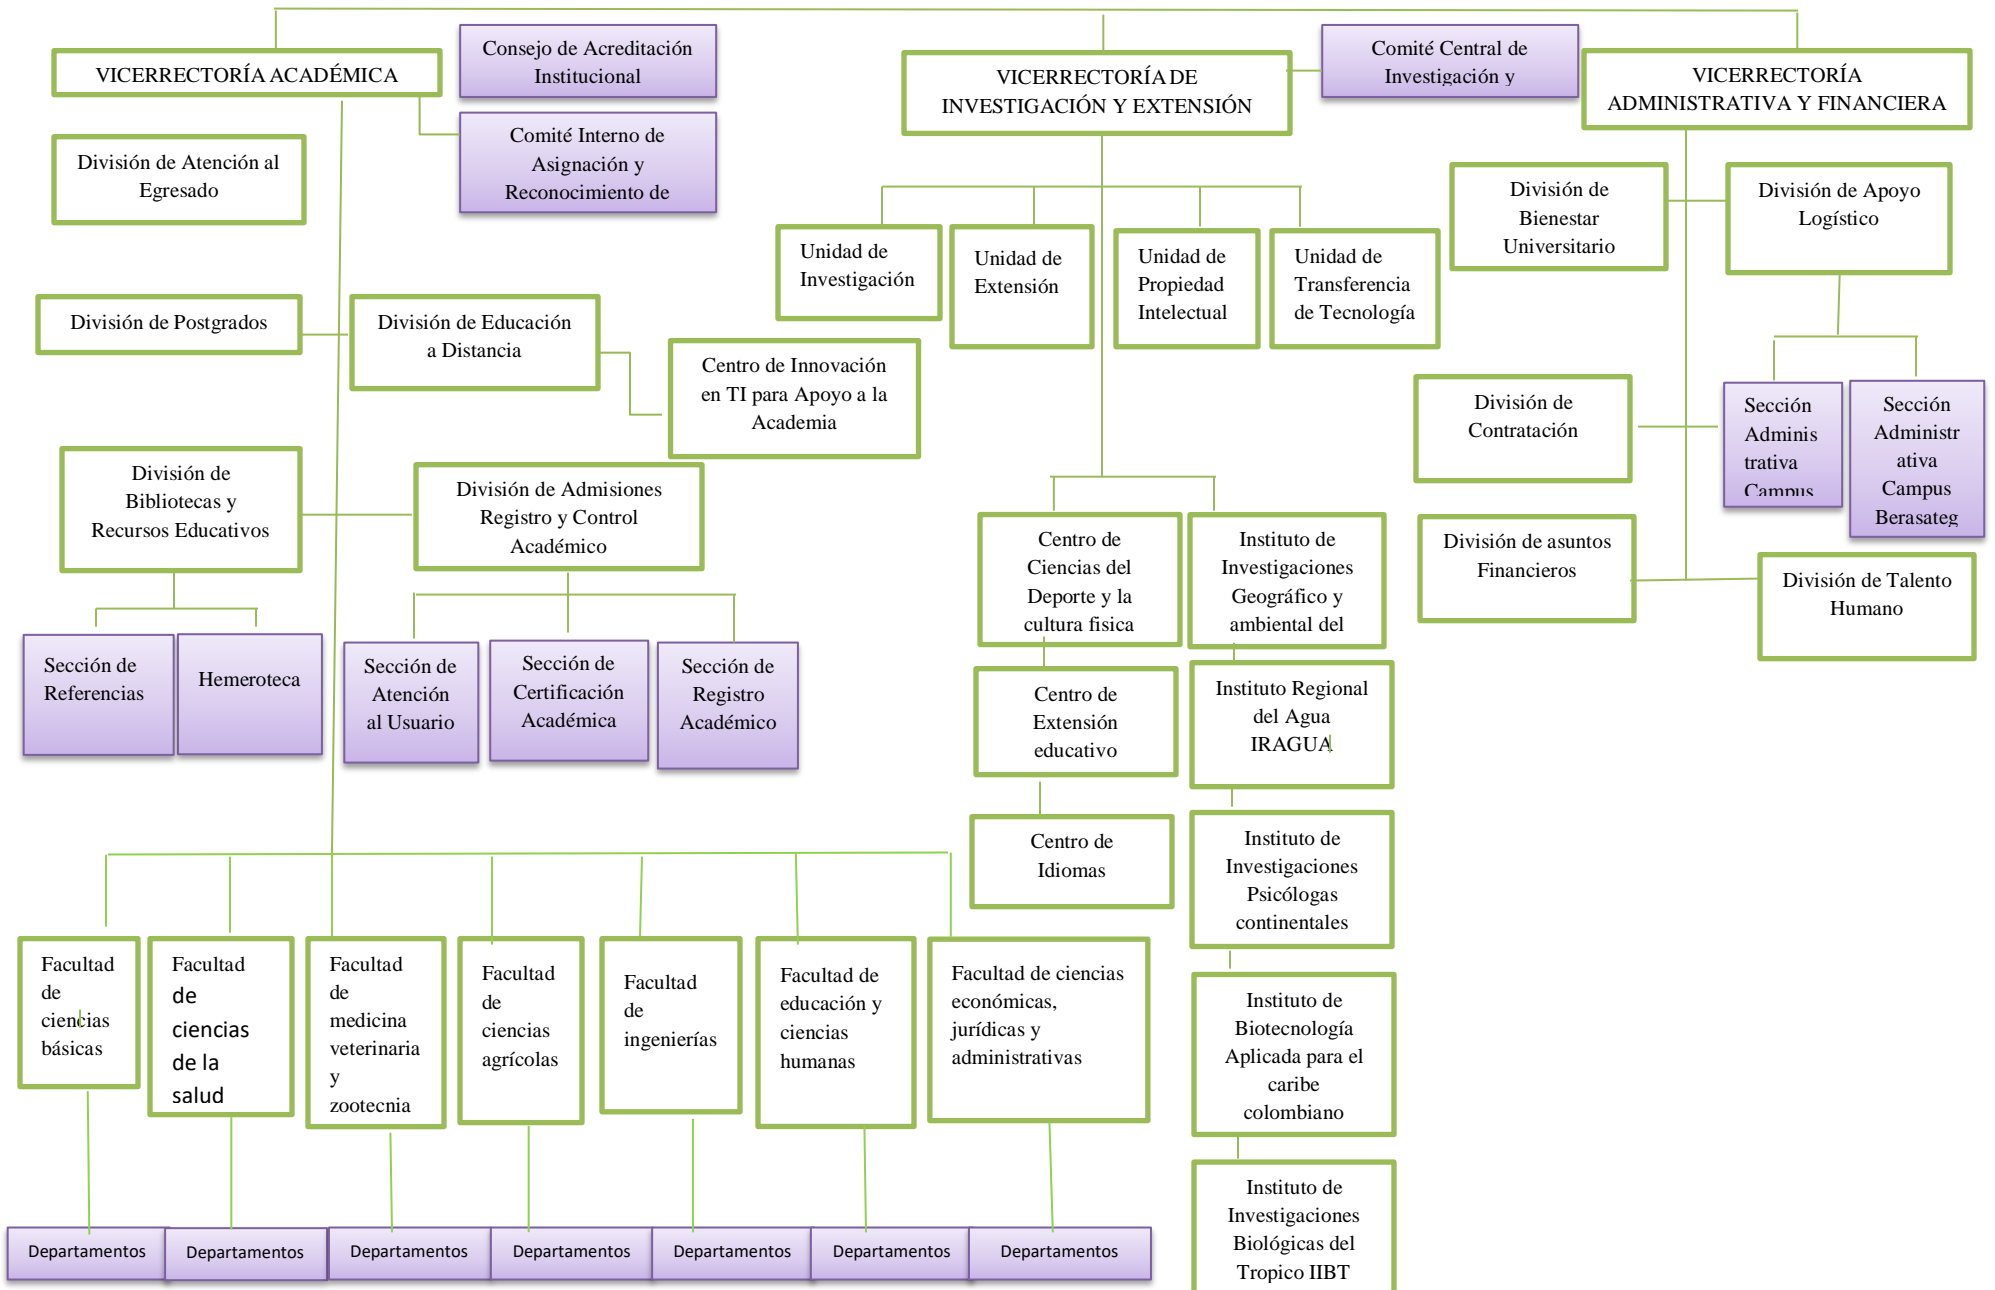 VICERRECTORÍA ACADÉMICA
Consejo de Acreditación
Institucional
VICERRECTORÍA DE
INVESTIGACIÓN Y EXTENSIÓN
Comité Central de
Investigación y
VICERRECTORÍA
ADMINISTRATIVA Y FINANCIERA
Comité Interno de
Asignación y
Reconocimiento de
División de Atención al
Egresado
División de
Bienestar
Universitario
División de Apoyo
Logístico
Unidad de
Investigación
Unidad de
Extensión
Unidad de
Propiedad
Intelectual
Unidad de
Transferencia
de Tecnología
División de Postgrados
División de Educación
a Distancia
Centro de Innovación
en TI para Apoyo a la
Academia
División de
Contratación
Sección
Adminis
trativa
Campus
Sección
Administr
ativa
Campus
Berasateg
División de
Bibliotecas y
Recursos Educativos
División de Admisiones
Registro y Control
Académico
Centro de
Ciencias del
Deporte y la
cultura fisica
Instituto de
Investigaciones
Geográfico y
ambiental del
División de asuntos
Financieros
División de Talento
Humano
Sección de
Referencias
Hemeroteca
Sección de
Atención
al Usuario
Sección de
Certificación
Académica
Sección de
Registro
Académico
Centro de
Extensión
educativo
Instituto Regional
del Agua
IRAGUA
Centro de
Idiomas
Instituto de
Investigaciones
Psicólogas
continentales
Facultad
de
ciencias
básicas
Facultad
de
ciencias
de la
salud
Facultad
de
medicina
veterinaria
y
zootecnia
Facultad
de
ciencias
agrícolas
Facultad
de
ingenierías
Facultad de
educación y
ciencias
humanas
Facultad de ciencias
económicas,
jurídicas y
administrativas
Instituto de
Biotecnología
Aplicada para el
caribe
colombiano
Instituto de
Investigaciones
Biológicas del
Tropico IIBT
Departamentos
Departamentos
Departamentos
Departamentos
Departamentos
Departamentos
Departamentos